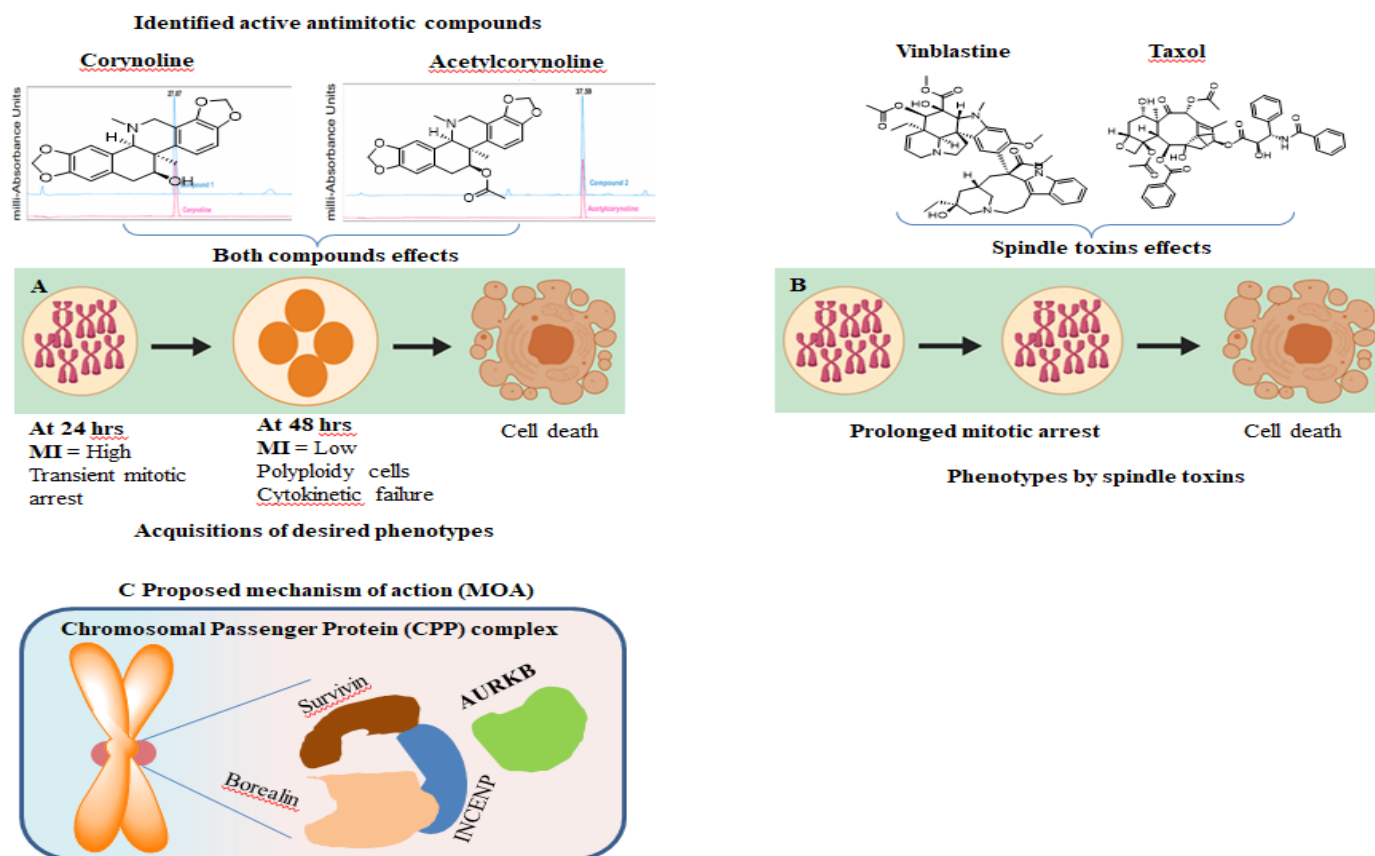 Identified active antimitotic compounds
Corynoline
Acetylcorynoline
milli-Absorbance Units
27,07
N
H
O
O
O
O
OH
Compound 1
Corynoline
milli-Absorbance Units
37,59
N
H
O
O
O
O
O
O
Compound 2
Acetylcorynoline
Both compounds effects
A
At 24 hrs
MI = High
Transient mitotic
arrest
At 48 hrs
MI = Low
Polyploidy cells
Cytokinetic failure
Cell death
Acquisitions of desired phenotypes
Vinblastine
Taxol
Spindle toxins effects
B
Prolonged mitotic arrest
Cell death
Phenotypes by spindle toxins
C Proposed mechanism of action (MOA)
Chromosomal Passenger Protein (CPP) complex
Survivin
AURKB
Borealin
INCENP